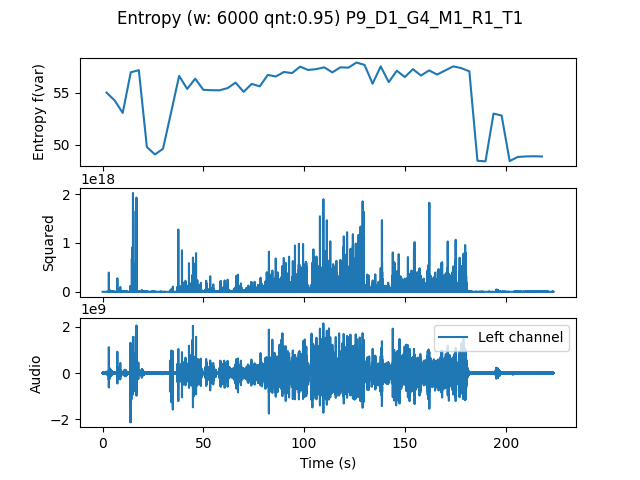 Entropy (w: 6000 qnt:0.95) P9_D1_G4_M1_R1_T1
55
50
Entropy f(var)
1e18
2
1
0
Squared
1e9
2
0
−2
Audio
Left channel
0 50 100 150 200
Time (s)